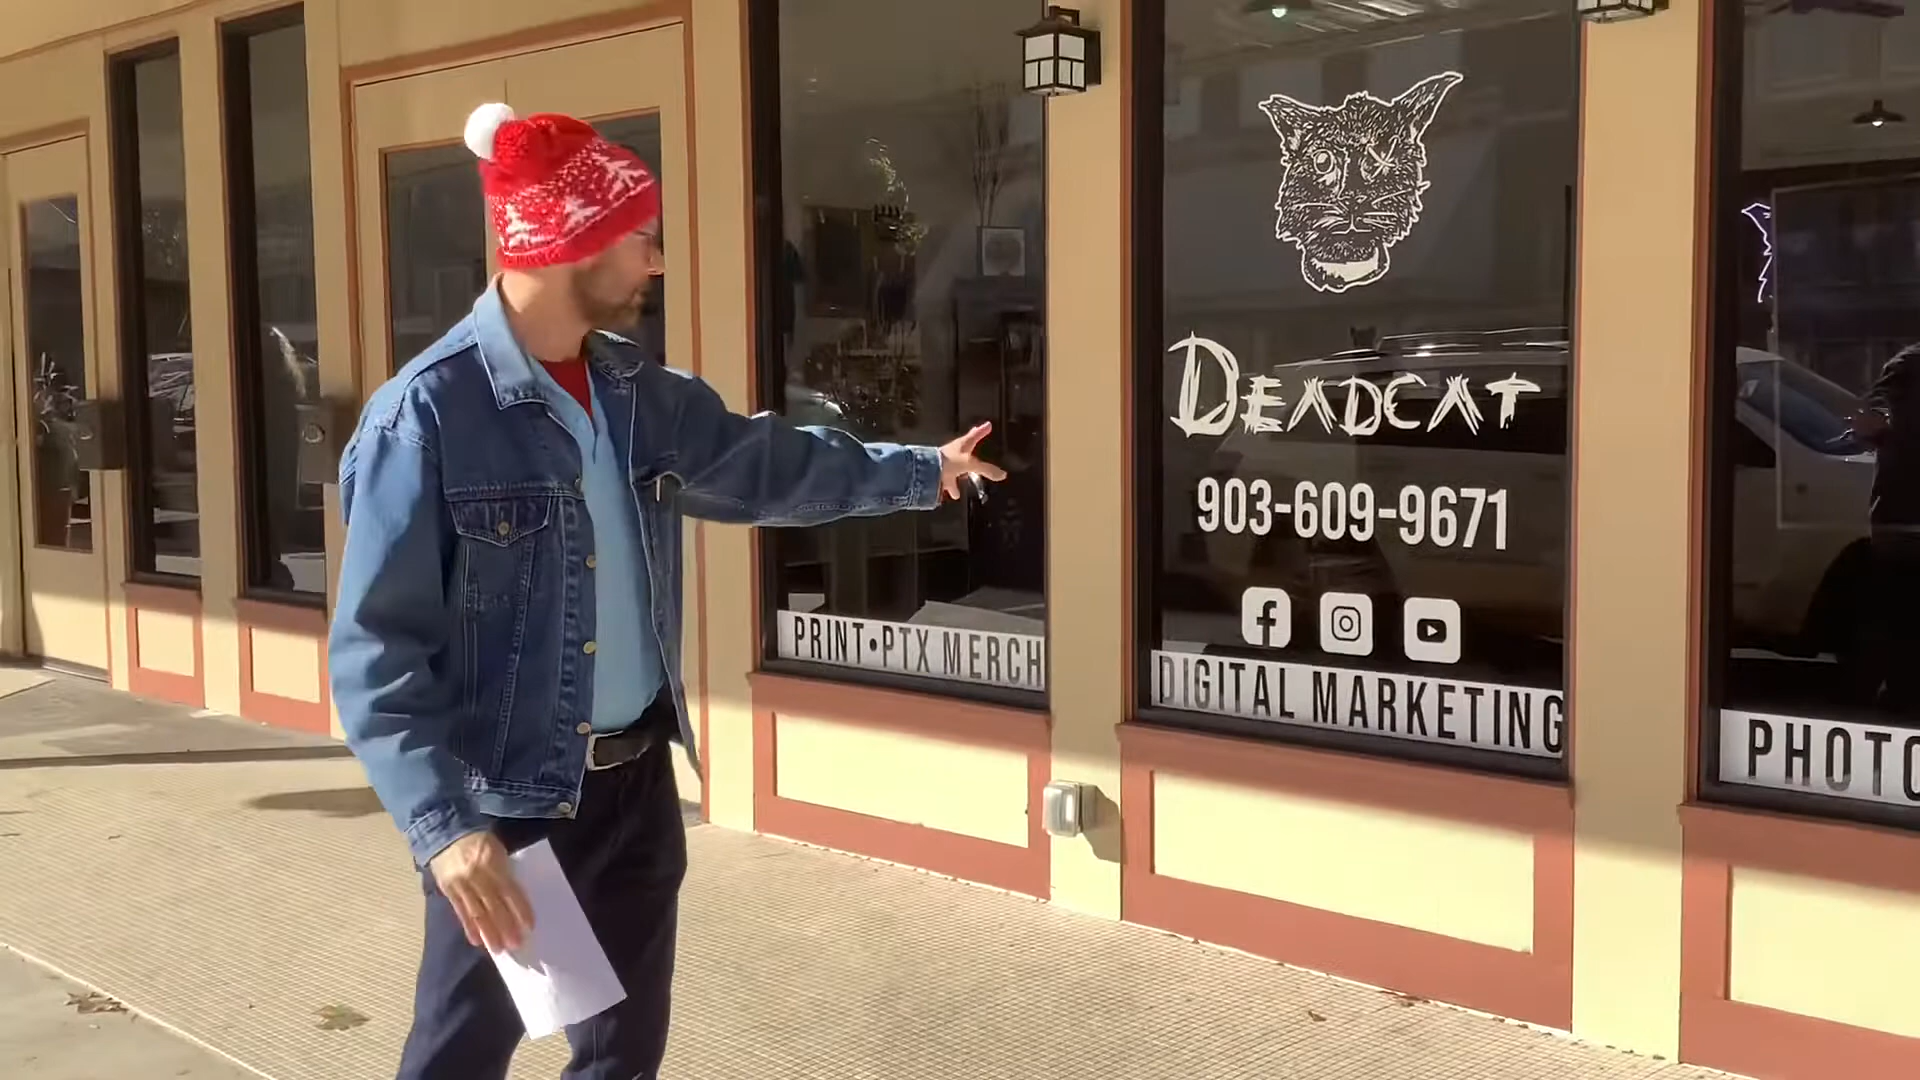 DEADCAT
903-609-9671
PRINT•PTX MERCH
DIGITAL MARKETING
PHOTO